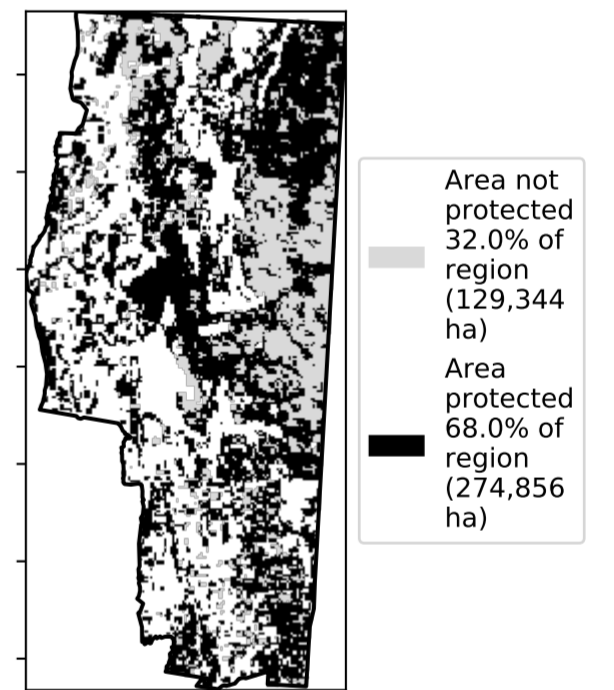 Area not
protected
32.0% of
region
(129,344
ha)
Area
protected
68.0% of
region
(274,856
ha)